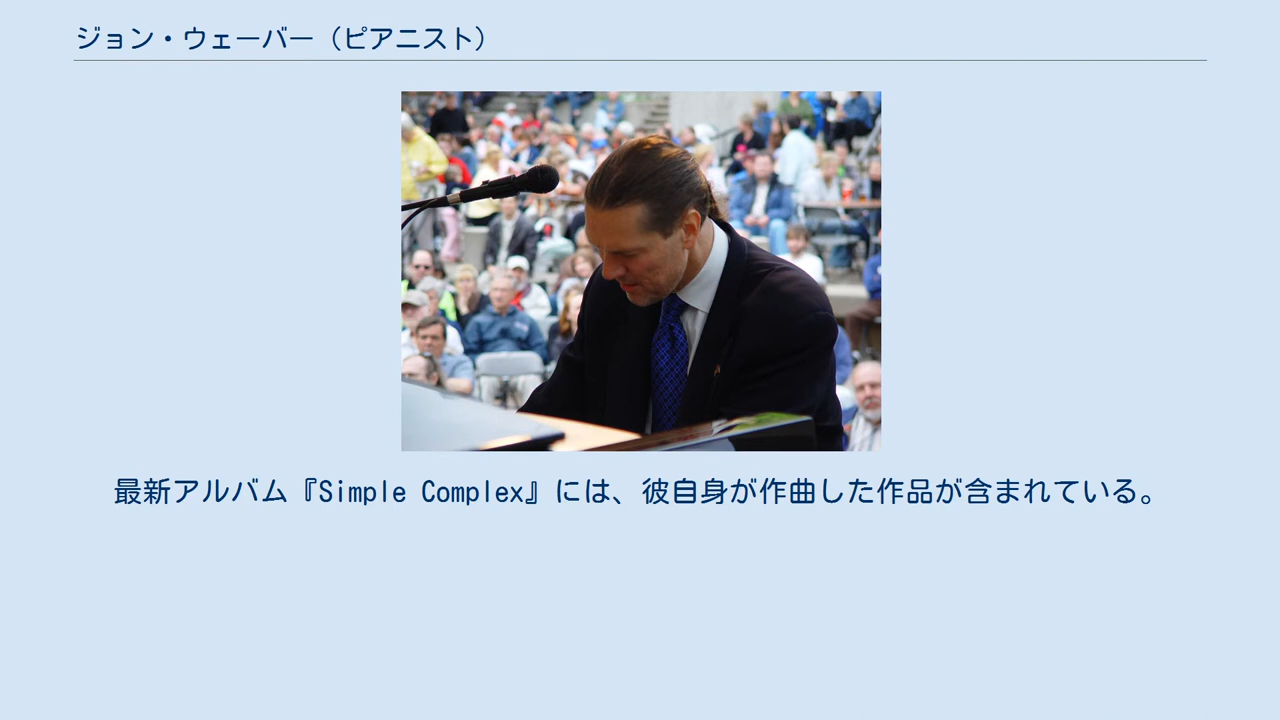 ジョン・ウェーバー（ピアニスト）
最新アルバム『Simple Complex』には、彼自身が作曲した作品が含まれている。